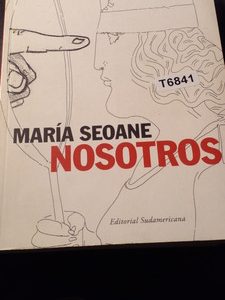 T6841
MARÍA SEOANE
NOSOTROS
Editorial Sudamericana